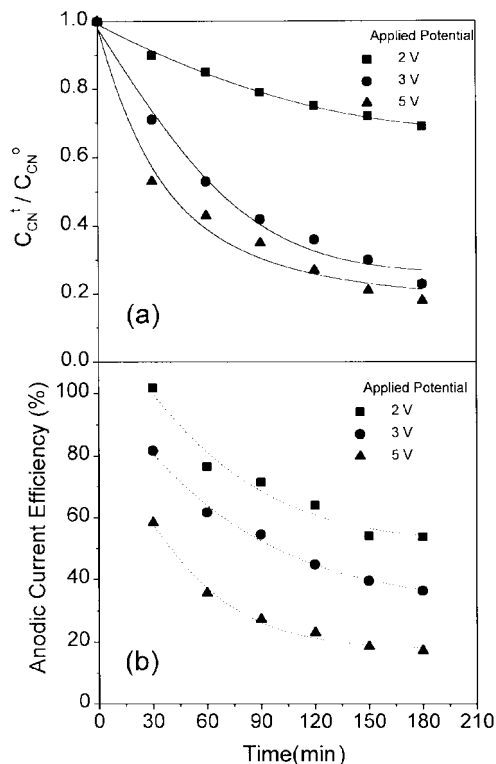 1.0
0.8
0.6
0.4
0.2
0.0
C_CN^t / C_CN^o
Applied Potential
2 V
3 V
5 V
(a)
100
80
60
40
20
0
Anodic Current Efficiency (%)
Applied Potential
2 V
3 V
5 V
(b)
0 30 60 90 120 150 180 210
Time(min)